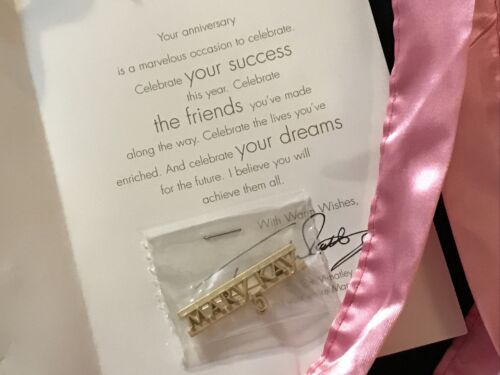 Your anniversary
is a marvelous occasion to celebrate.
Celebrate your success
this year. Celebrate
the friends you've made
along the way. Celebrate the lives you've
enriched. And celebrate your dreams
for the future. I believe you will
achieve them all.
With Warm Wishes,
MARY KAY
5